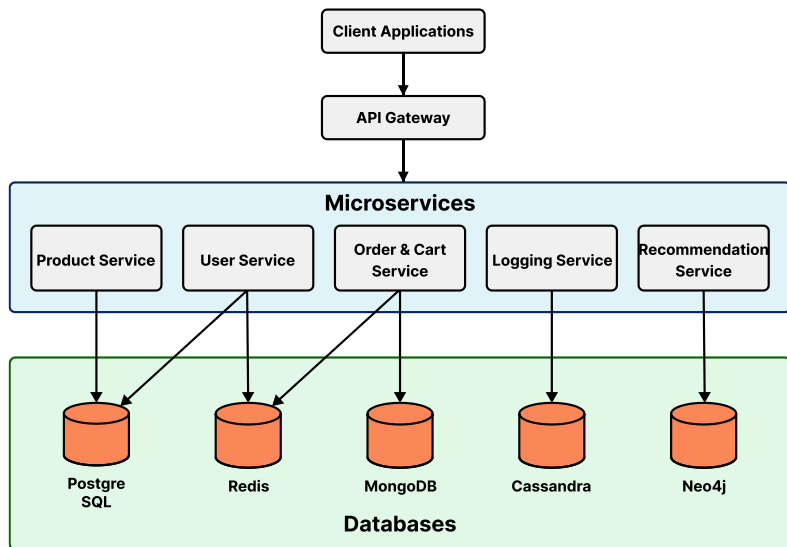 Client Applications
API Gateway
Microservices
Product Service
User Service
Order & Cart
Service
Logging Service
Recommendation
Service
Postgre
SQL
Redis
MongoDB
Cassandra
Neo4j
Databases